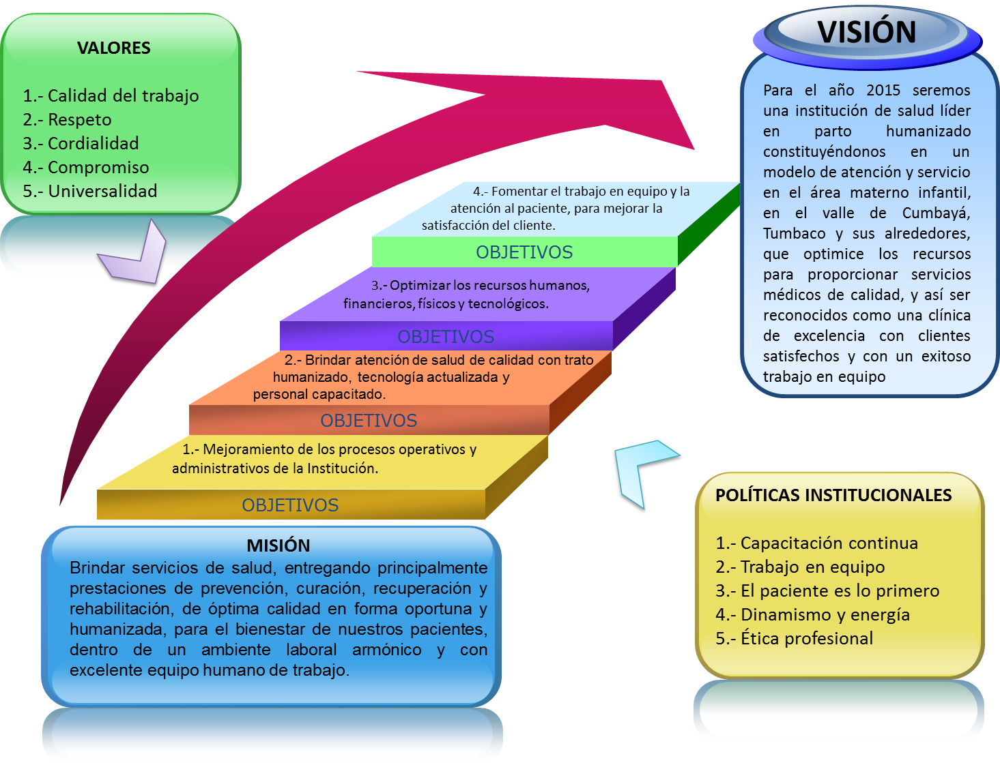 VALORES
1.- Calidad del trabajo
2.- Respeto
3.- Cordialidad
4.- Compromiso
5.- Universalidad
VISIÓN
Para el año 2015 seremos
una institución de salud líder
en parto humanizado
constituyéndonos en un
modelo de atención y servicio
en el área materno infantil,
en el valle de Cumbayá,
Tumbaco y sus alrededores,
que optimice los recursos
para proporcionar servicios
médicos de calidad, y así ser
reconocidos como una clínica
de excelencia con clientes
satisfechos y con un exitoso
trabajo en equipo
4.- Fomentar el trabajo en equipo y la
atención al paciente, para mejorar la
satisfacción del cliente.
OBJETIVOS
3.- Optimizar los recursos humanos,
financieros, físicos y tecnológicos.
OBJETIVOS
2.- Brindar atención de salud de calidad con trato
humanizado, tecnología actualizada y
personal capacitado.
OBJETIVOS
1.- Mejoramiento de los procesos operativos y
administrativos de la Institución.
OBJETIVOS
MISIÓN
Brindar servicios de salud, entregando principalmente
prestaciones de prevención, curación, recuperación y
rehabilitación, de óptima calidad en forma oportuna y
humanizada, para el bienestar de nuestros pacientes,
dentro de un ambiente laboral armónico y con
excelente equipo humano de trabajo.
POLÍTICAS INSTITUCIONALES
1.- Capacitación continua
2.- Trabajo en equipo
3.- El paciente es lo primero
4.- Dinamismo y energía
5.- Ética profesional